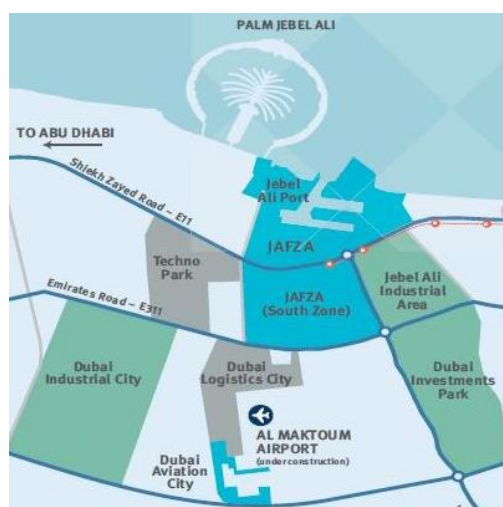 PALM JEBEL ALI
TO ABU DHABI
Shiekh Zayed Road – E11
Jebel
Ali Port
JAFZA
Techno
Park
JAFZA
(South Zone)
Jebel Ali
Industrial
Area
Emirates Road – E311
Dubai
Industrial City
Dubai
Logistics City
Dubai
Investments
Park
AL MAKTOUM
AIRPORT
(under construction)
Dubai
Aviation
City